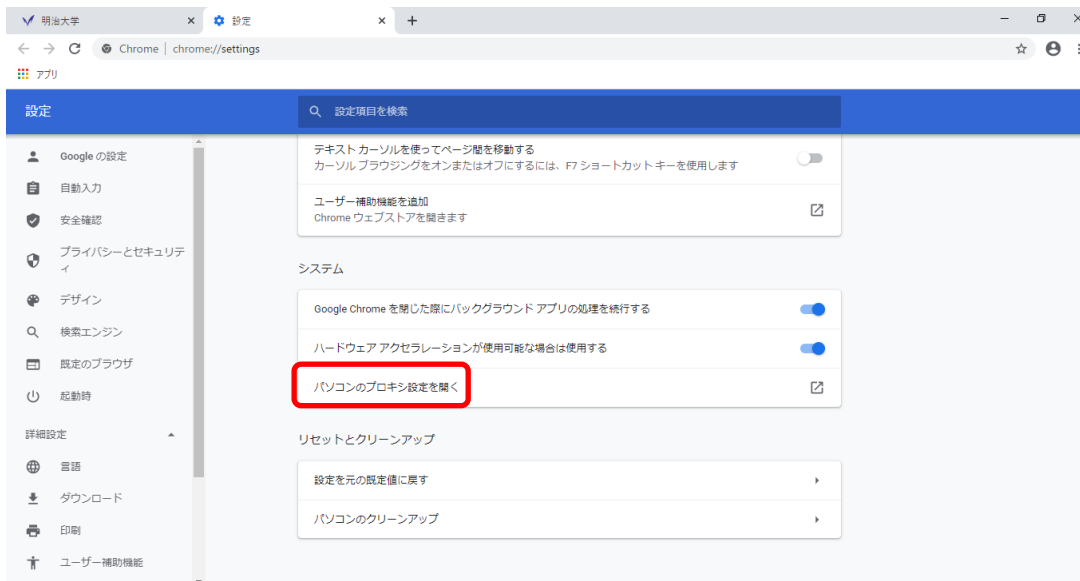 明治大学
設定
Chrome | chrome://settings
アプリ
設定
設定項目を検索
Google の設定
自動入力
安全確認
プライバシーとセキュリテ
ィ
デザイン
検索エンジン
既定のブラウザ
起動時
詳細設定
言語
ダウンロード
印刷
ユーザー補助機能
テキスト カーソルを使ってページ間を移動する
カーソル ブラウジングをオンまたはオフにするには、F7 ショートカット キーを使用します
ユーザー補助機能を追加
Chrome ウェブストアを開きます
システム
Google Chrome を閉じた際にバックグラウンド アプリの処理を続行する
ハードウェア アクセラレーションが使用可能な場合は使用する
パソコンのプロキシ設定を開く
リセットとクリーンアップ
設定を元の既定値に戻す
パソコンのクリーンアップ